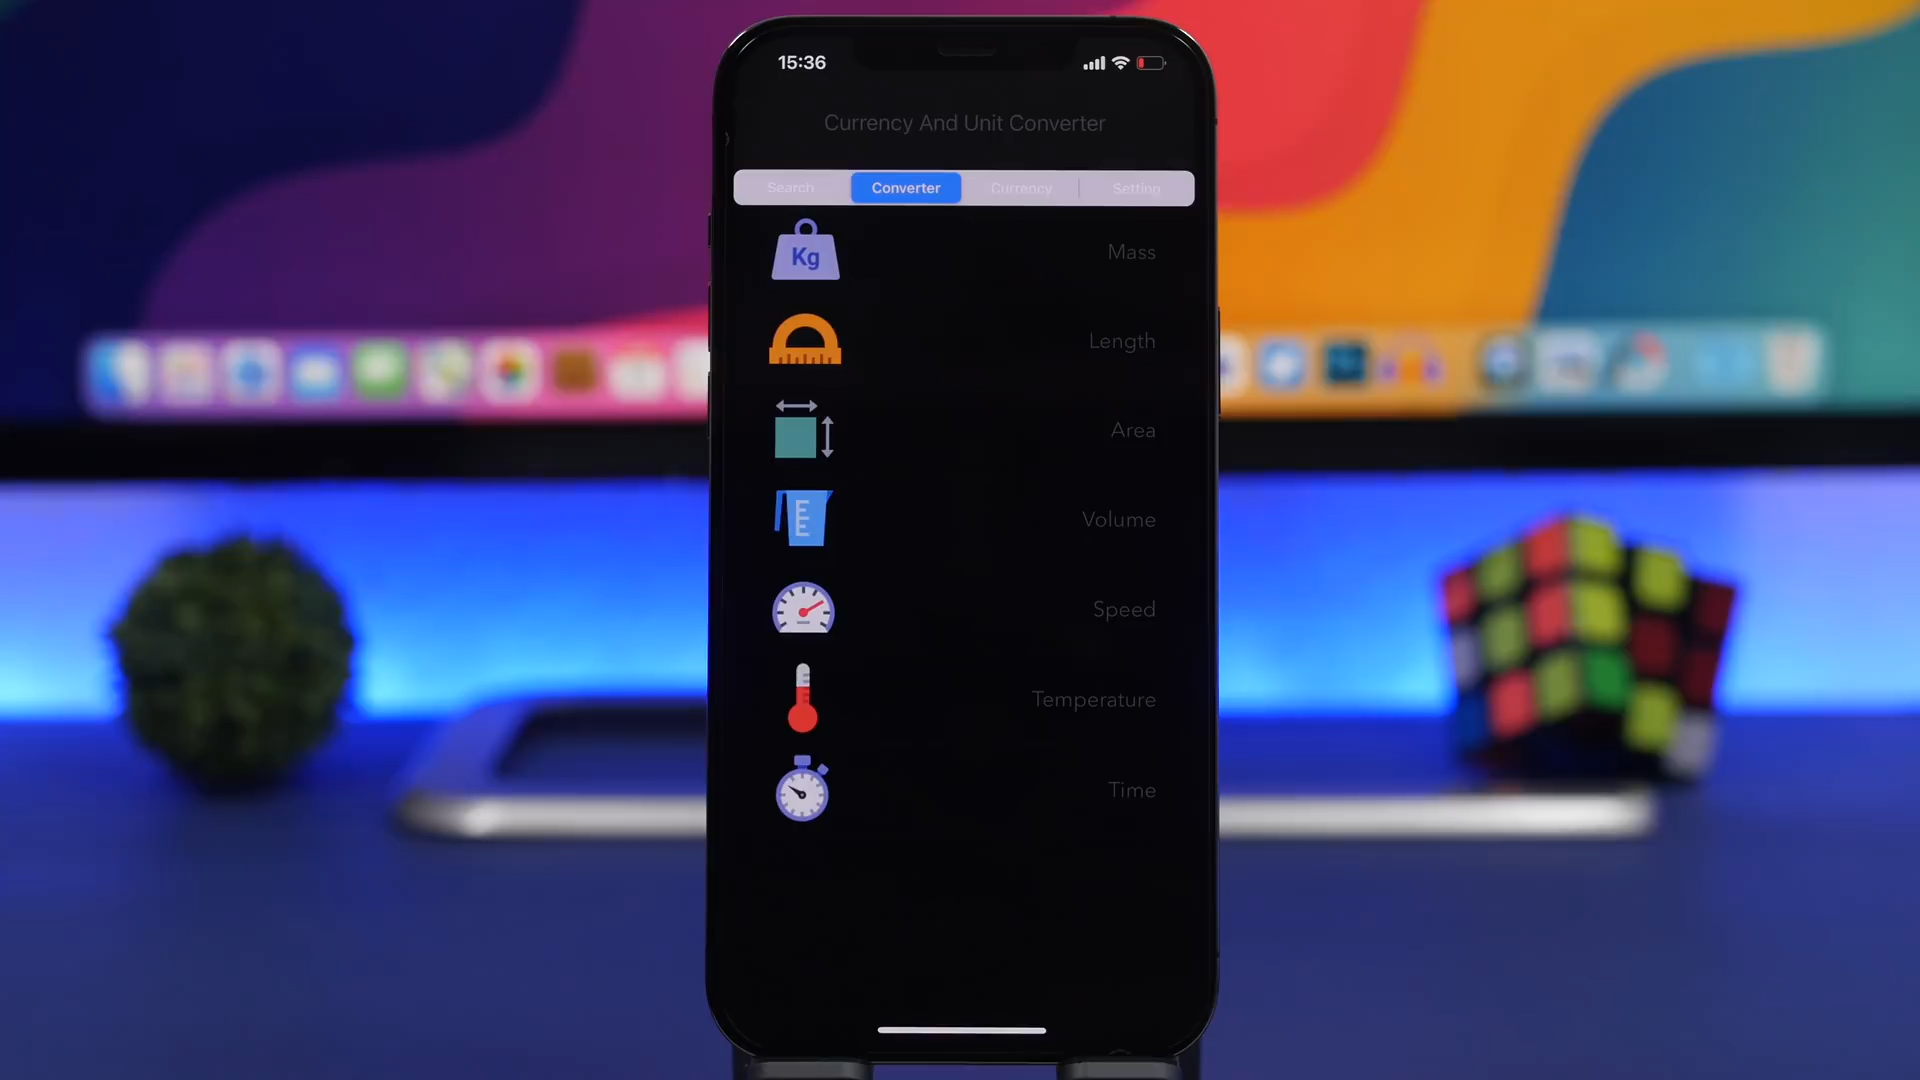 15:36
Currency And Unit Converter
Search Converter Currency Setting
Kg Mass
Length
Area
Volume
Speed
Temperature
Time